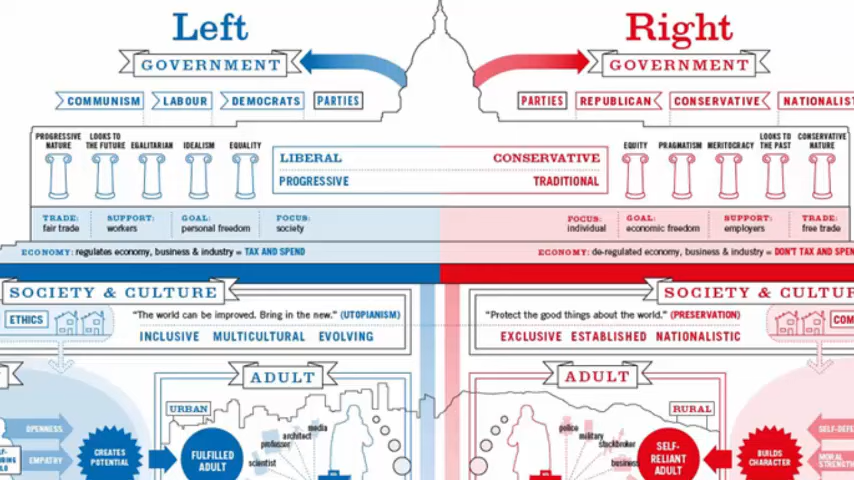 Left
Right
GOVERNMENT
GOVERNMENT
COMMUNISM
LABOUR
DEMOCRATS
PARTIES
PARTIES
REPUBLICAN
CONSERVATIVE
NATIONALIST
PROGRESSIVE
NATURE
LOOKS TO
THE FUTURE
EGALITARIAN
IDEALISM
EQUALITY
LIBERAL
CONSERVATIVE
PROGRESSIVE
TRADITIONAL
EQUITY
PRAGMATISM
MERITOCRACY
LOOKS TO
THE PAST
CONSERVATIVE
NATURE
TRADE:
fair trade
SUPPORT:
workers
GOAL:
personal freedom
FOCUS:
society
FOCUS:
individual
GOAL:
economic freedom
SUPPORT:
employers
TRADE:
free trade
ECONOMY: regulates economy, business & industry = TAX AND SPEND
ECONOMY: de-regulated economy, business & industry = DON'T TAX AND SPEN
SOCIETY & CULTURE
SOCIETY & CULTUR
ETHICS
"The world can be improved. Bring in the new." (UTOPIANISM)
INCLUSIVE MULTICULTURAL EVOLVING
"Protect the good things about the world." (PRESERVATION)
EXCLUSIVE ESTABLISHED NATIONALISTIC
COM
ADULT
ADULT
URBAN
RURAL
OPENNESS
EMPATHY
CREATES
POTENTIAL
FULFILLED
ADULT
media
architect
professor
scientist
police
military
stockbroker
business
SELF-
RELIANT
ADULT
BUILDS
CHARACTER
SELF-DEF
MORAL
STRENGT